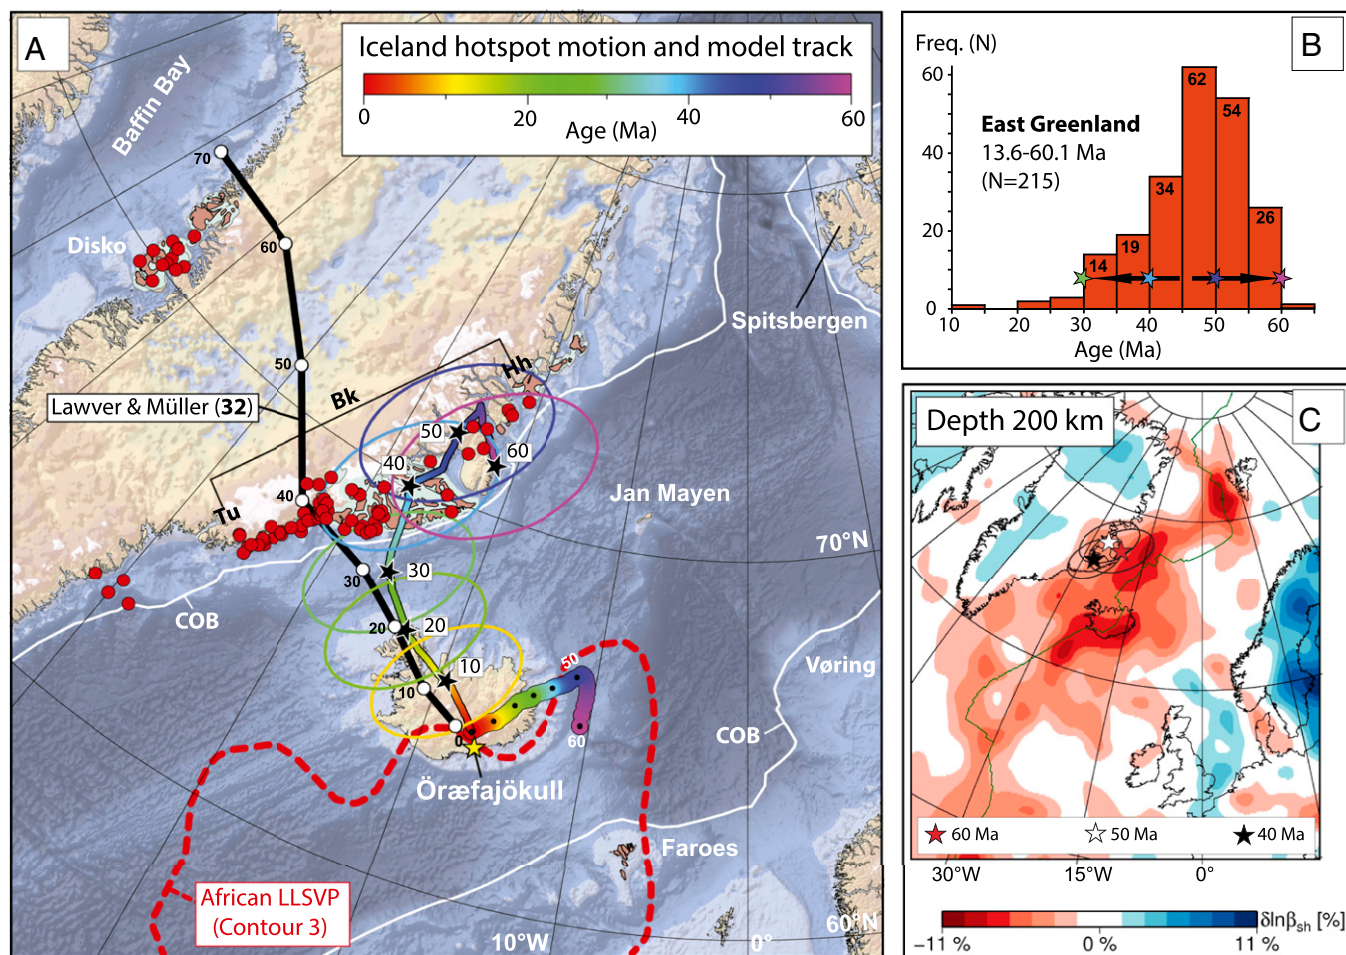 A
Iceland hotspot motion and model track
0
20
40
60
Age (Ma)
Baffin Bay
70
60
50
40
30
20
10
0
Disko
Lawver & Müller (32)
Bk
Hh
Tu
50
60
40
30
20
10
Spitsbergen
Jan Mayen
70°N
COB
Vøring
COB
50
60
Öræfajökull
Faroes
African LLSVP
(Contour 3)
10°W
0°
60°N
B
Freq. (N)
60
40
20
0
East Greenland
13.6-60.1 Ma
(N=215)
14
19
34
62
54
26
10
20
30
40
50
60
Age (Ma)
Depth 200 km
C
60 Ma
50 Ma
40 Ma
30°W
15°W
0°
δlnβsh [%]
−11 %
0 %
11 %